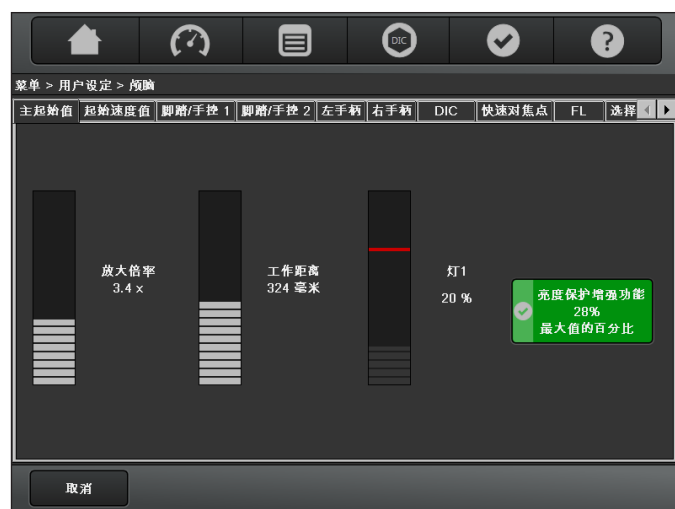 DIC
?
菜单 > 用户设定 > 颅脑
主起始值 起始速度值 脚踏/手控 1 脚踏/手控 2 左手柄 右手柄 DIC 快速对焦点 FL 选择
放大倍率
3.4 x
工作距离
324 毫米
灯1
20 %
亮度保护增强功能
28%
最大值的百分比
取消